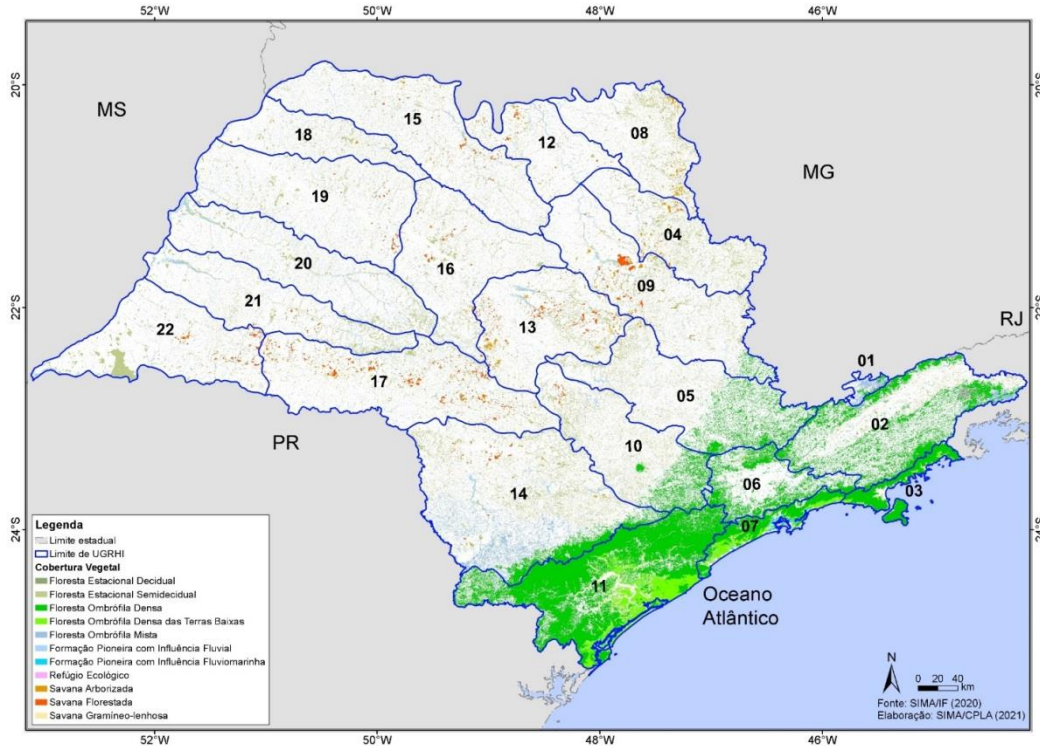 52°W 50°W 48°W 46°W
20°S 20°S
MS
15
18
12
08
MG
19
04
16
20
09
22°S 22°S
21
13
RJ
22
01
17
05
02
PR
10
06
03
14
24°S 24°S
07
11
Oceano
Atlântico
Legenda
Limite estadual
Limite de UGRHI
Cobertura Vegetal
Floresta Estacional Decidual
Floresta Estacional Semidecidual
Floresta Ombrófila Densa
Floresta Ombrófila Densa das Terras Baixas
Floresta Ombrófila Mista
Formação Pioneira com Influência Fluvial
Formação Pioneira com Influência Fluviomarinha
Refúgio Ecológico
Savana Arborizada
Savana Florestada
Savana Gramíneo-lenhosa
N
0 20 40
km
Fonte: SIMA/IF (2020)
Elaboração: SIMA/CPLA (2021)
52°W 50°W 48°W 46°W